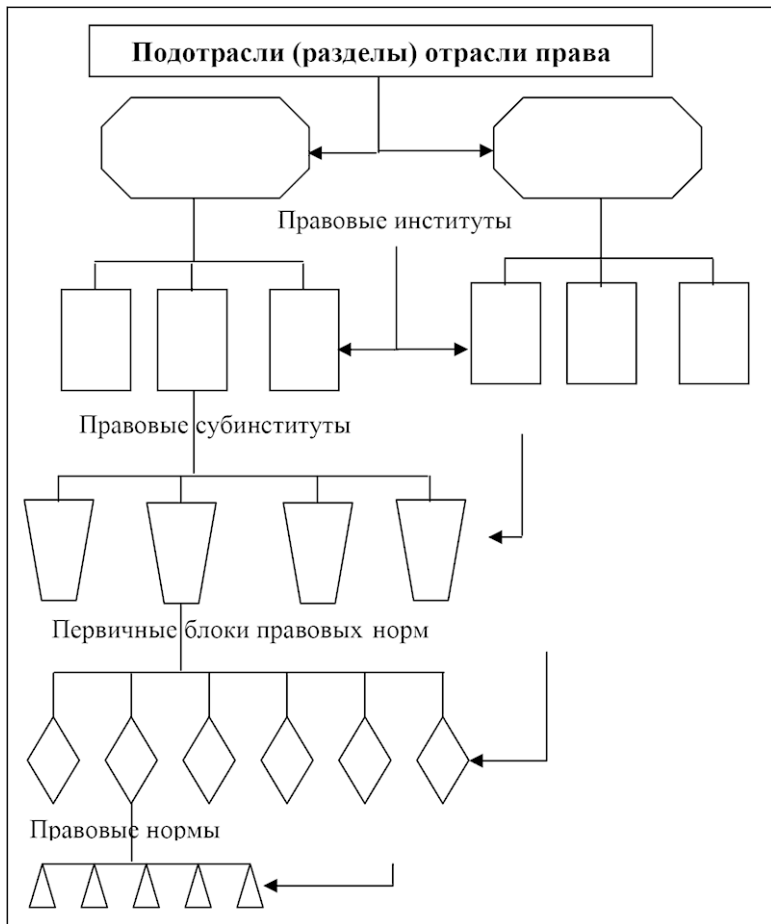 Подотрасли (разделы) отрасли права
Правовые институты
Правовые субинституты
Первичные блоки правовых норм
Правовые нормы